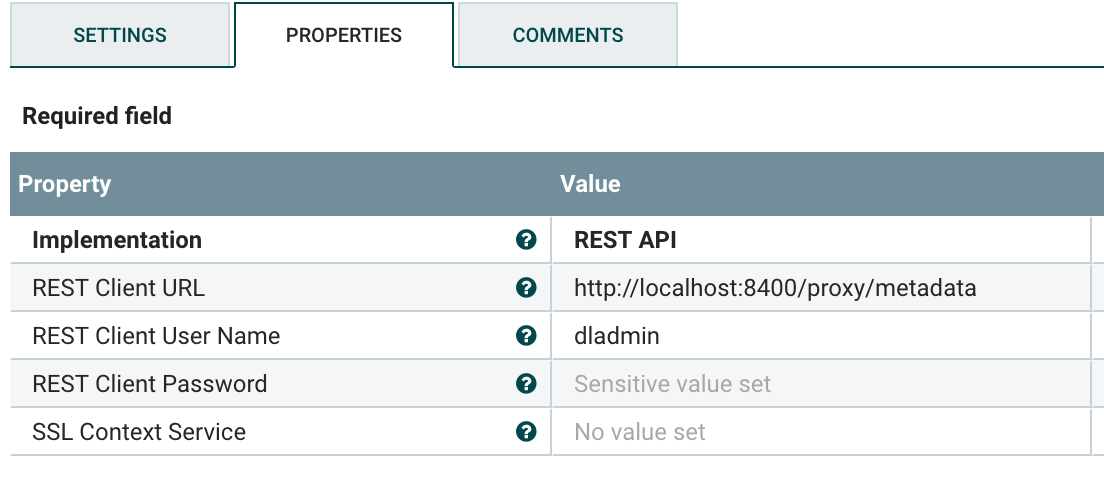 SETTINGS PROPERTIES COMMENTS
Required field
Property Value
Implementation ? REST API
REST Client URL ? http://localhost:8400/proxy/metadata
REST Client User Name ? dladmin
REST Client Password ? Sensitive value set
SSL Context Service ? No value set